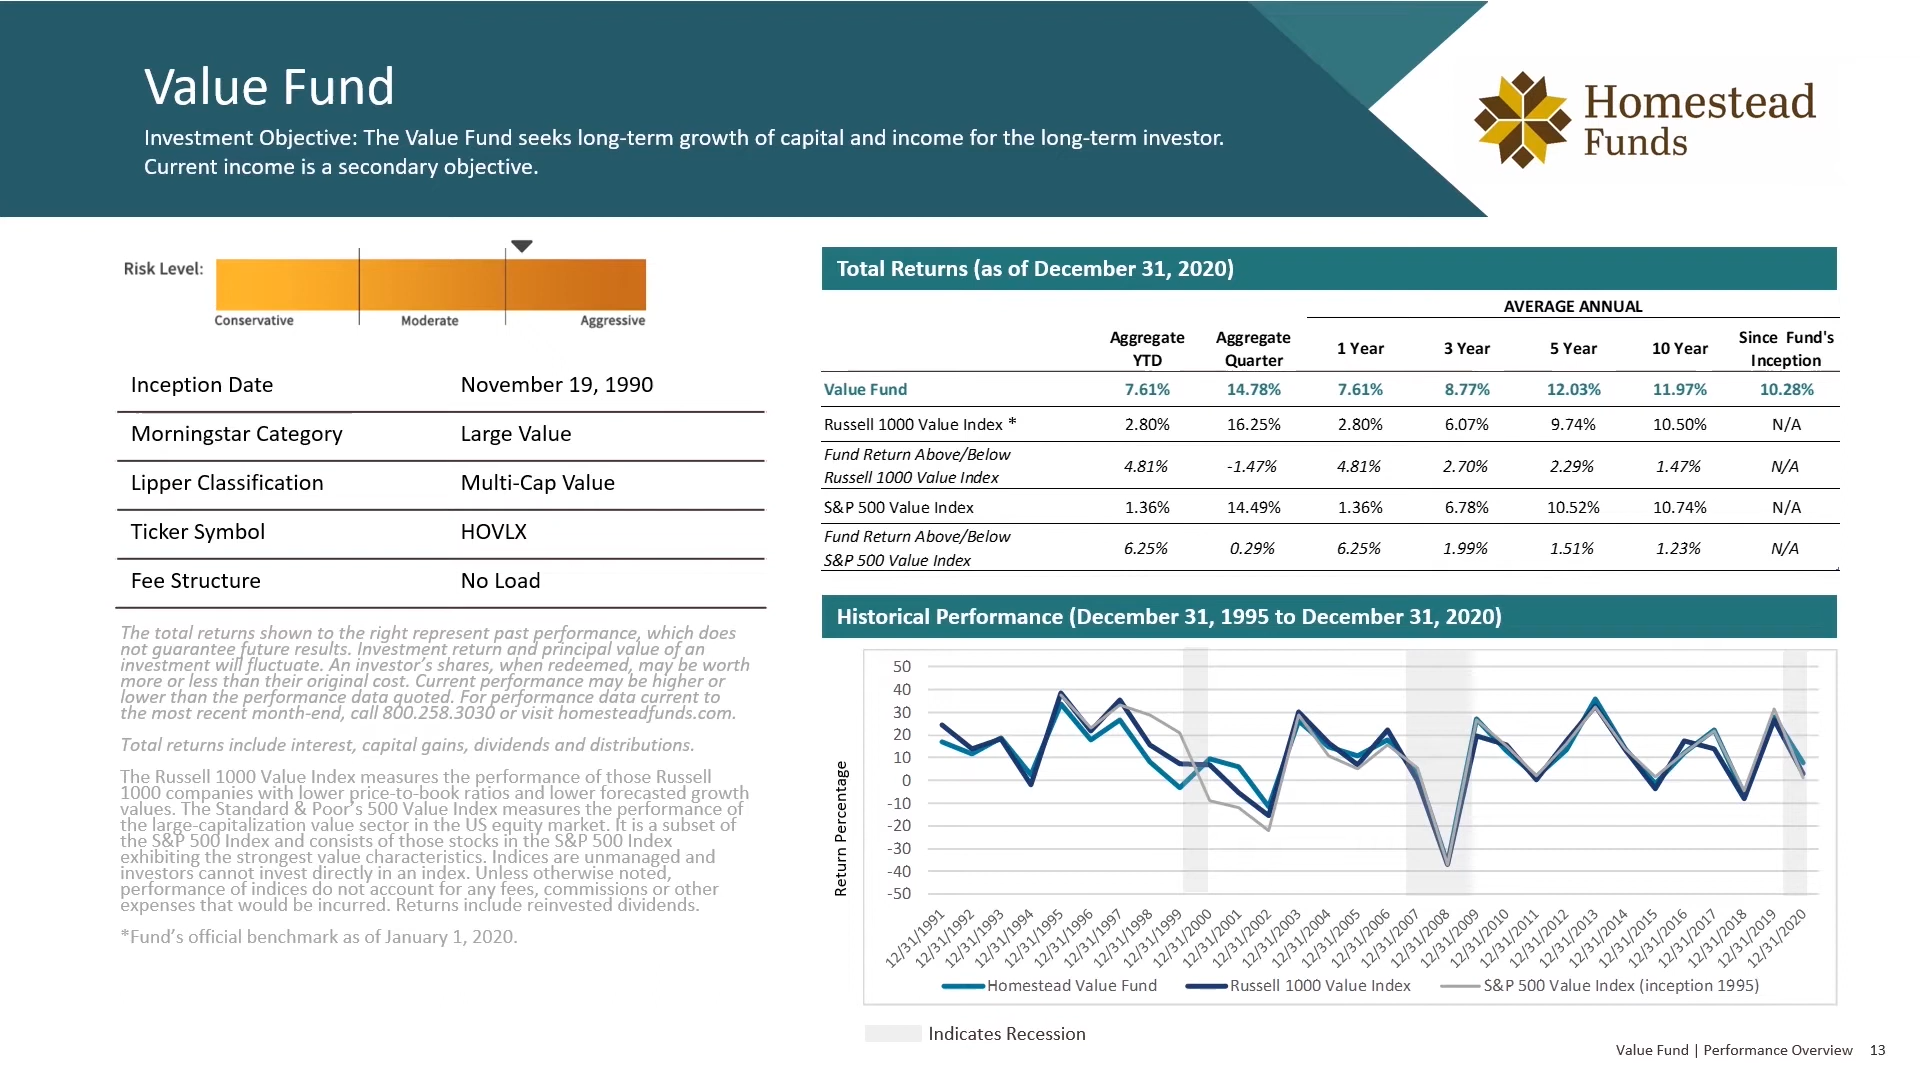 Value Fund
Investment Objective: The Value Fund seeks long-term growth of capital and income for the long-term investor.
Current income is a secondary objective.
Homestead
Funds
Risk Level:
Conservative Moderate Aggressive
Inception Date November 19, 1990
Morningstar Category Large Value
Lipper Classification Multi-Cap Value
Ticker Symbol HOVLX
Fee Structure No Load
The total returns shown to the right represent past performance, which does
not guarantee future results. Investment return and principal value of an
investment will fluctuate. An investor's shares, when redeemed, may be worth
more or less than their original cost. Current performance may be higher or
lower than the performance data quoted. For performance data current to
the most recent month-end, call 800.258.3030 or visit homesteadfunds.com.
Total returns include interest, capital gains, dividends and distributions.
The Russell 1000 Value Index measures the performance of those Russell
1000 companies with lower price-to-book ratios and lower forecasted growth
values. The Standard & Poor's 500 Value Index measures the performance of
the large-capitalization value sector in the US equity market. It is a subset of
the S&P 500 Index and consists of those stocks in the S&P 500 Index
exhibiting the strongest value characteristics. Indices are unmanaged and
investors cannot invest directly in an index. Unless otherwise noted,
performance of indices do not account for any fees, commissions or other
expenses that would be incurred. Returns include reinvested dividends.
*Fund's official benchmark as of January 1, 2020.
Total Returns (as of December 31, 2020)
AVERAGE ANNUAL
Aggregate Aggregate Since Fund's
YTD Quarter 1 Year 3 Year 5 Year 10 Year Inception
Value Fund 7.61% 14.78% 7.61% 8.77% 12.03% 11.97% 10.28%
Russell 1000 Value Index * 2.80% 16.25% 2.80% 6.07% 9.74% 10.50% N/A
Fund Return Above/Below
Russell 1000 Value Index 4.81% -1.47% 4.81% 2.70% 2.29% 1.47% N/A
S&P 500 Value Index 1.36% 14.49% 1.36% 6.78% 10.52% 10.74% N/A
Fund Return Above/Below
S&P 500 Value Index 6.25% 0.29% 6.25% 1.99% 1.51% 1.23% N/A
Historical Performance (December 31, 1995 to December 31, 2020)
Return Percentage
50
40
30
20
10
0
-10
-20
-30
-40
-50
12/31/1991
12/31/1992
12/31/1993
12/31/1994
12/31/1995
12/31/1996
12/31/1997
12/31/1998
12/31/1999
12/31/2000
12/31/2001
12/31/2002
12/31/2003
12/31/2004
12/31/2005
12/31/2006
12/31/2007
12/31/2008
12/31/2009
12/31/2010
12/31/2011
12/31/2012
12/31/2013
12/31/2014
12/31/2015
12/31/2016
12/31/2017
12/31/2018
12/31/2019
12/31/2020
Homestead Value Fund Russell 1000 Value Index S&P 500 Value Index (inception 1995)
Indicates Recession
Value Fund | Performance Overview 13